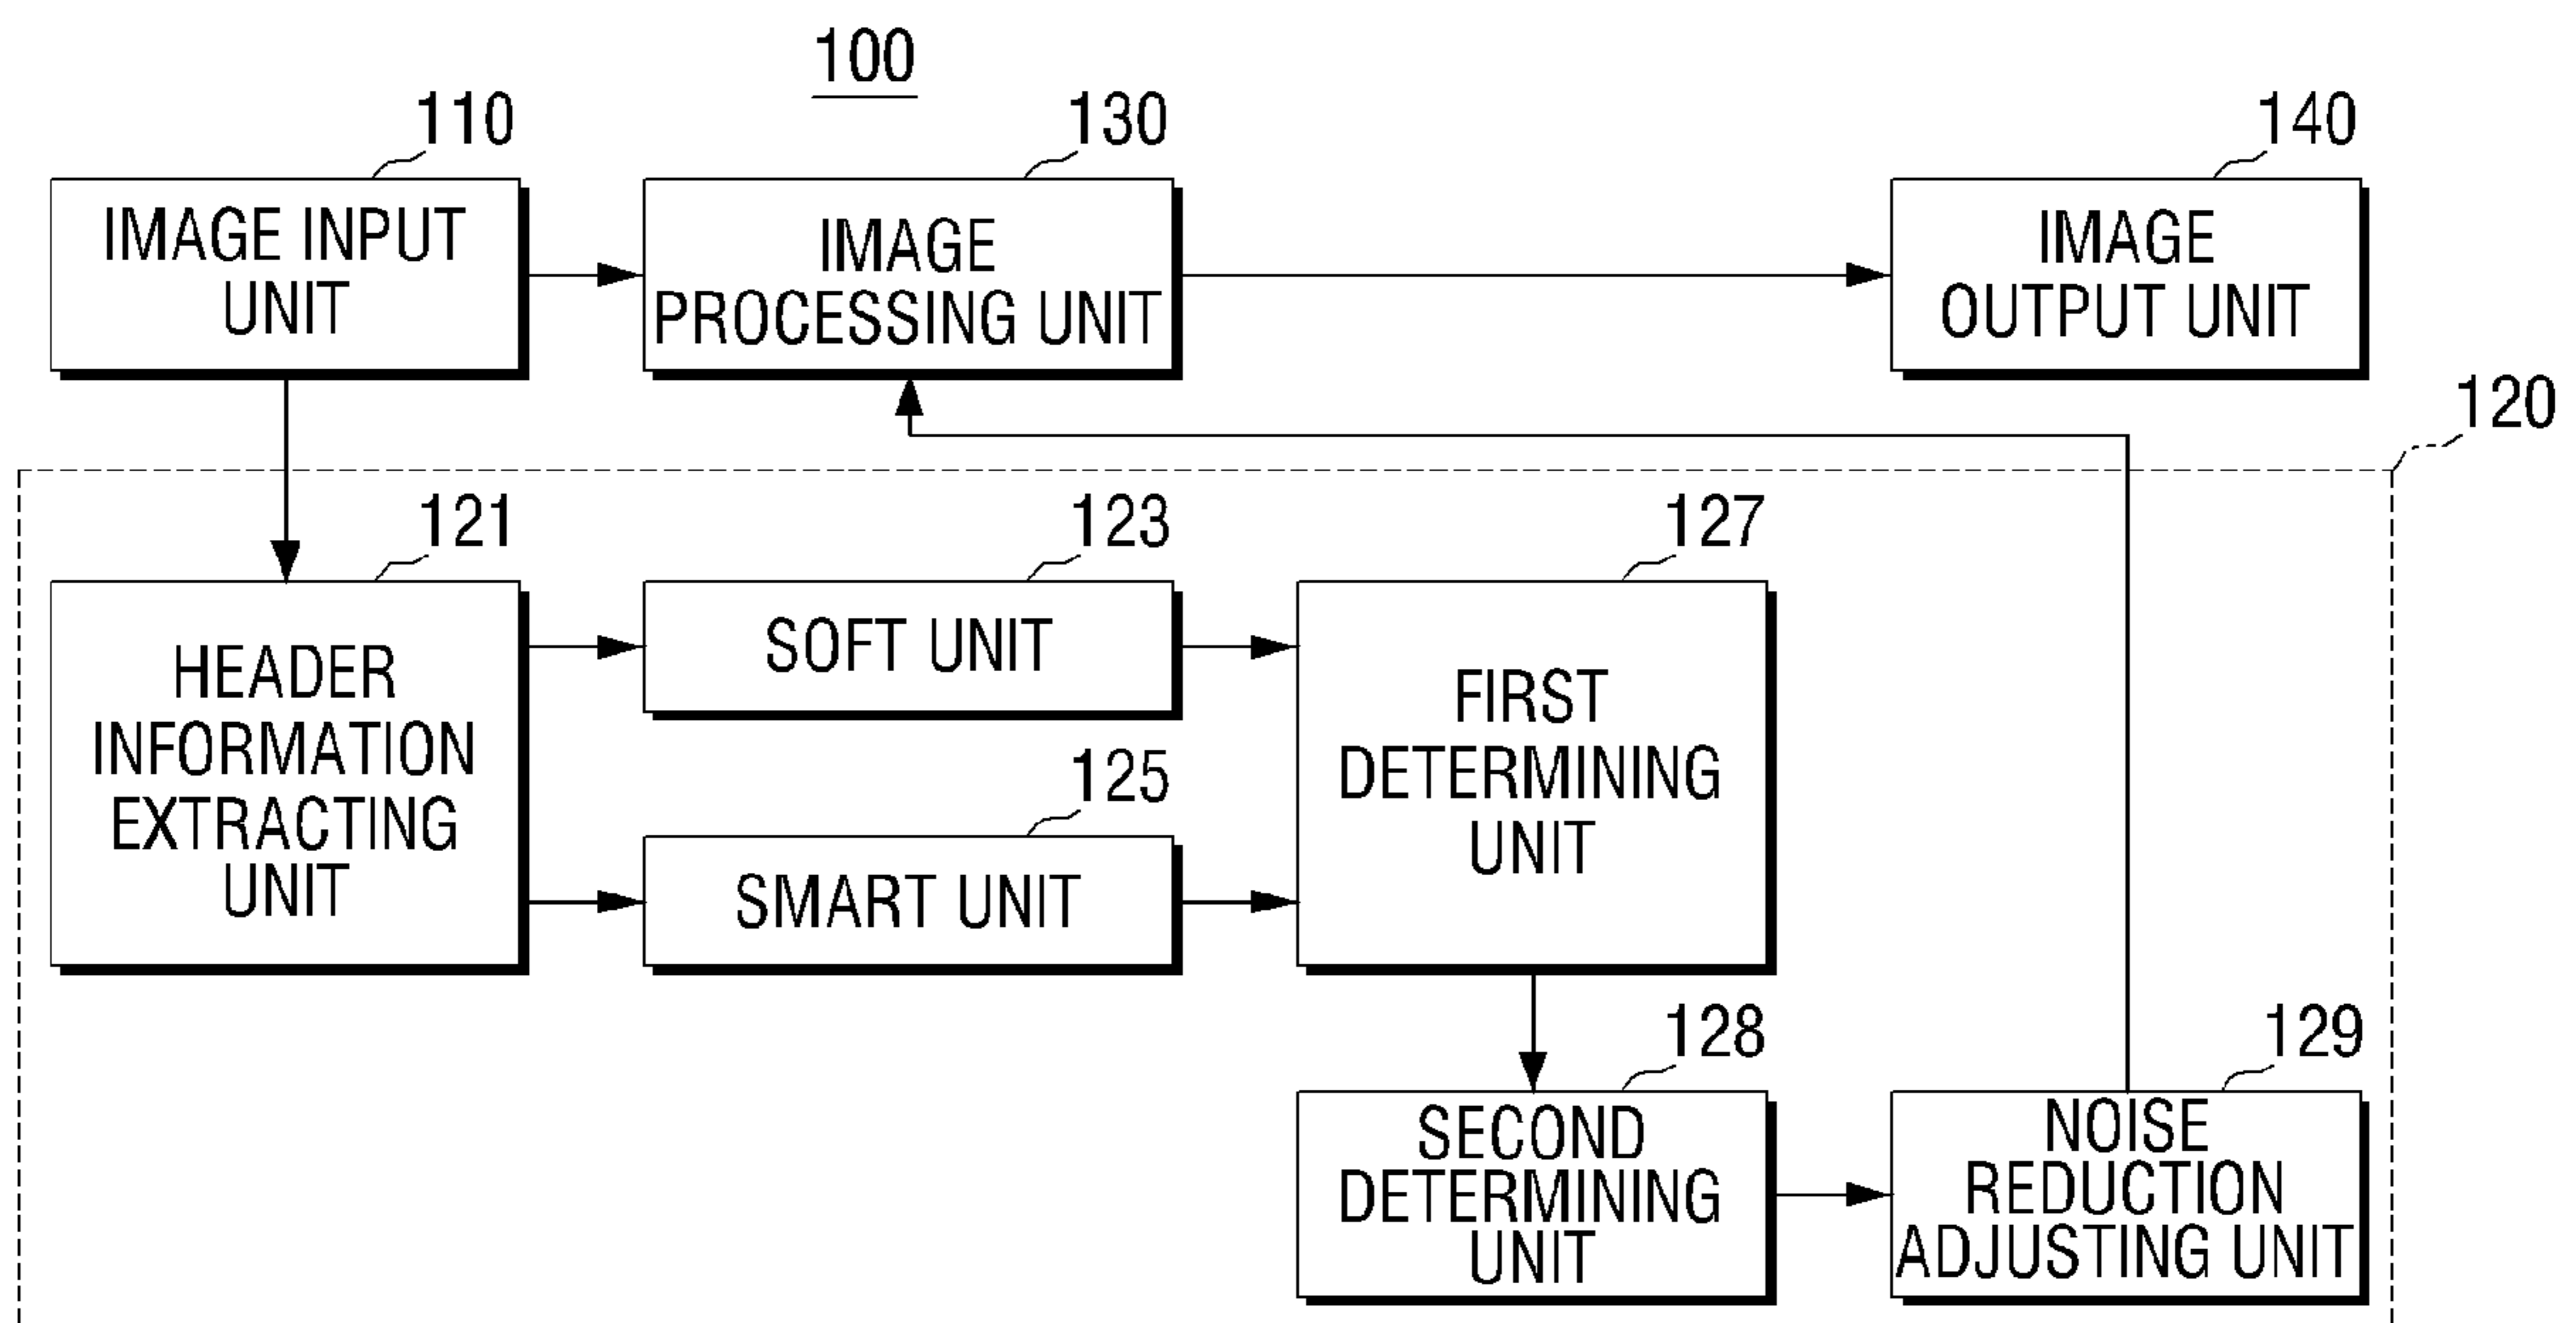 100
110
130
140
IMAGE INPUT
UNIT
IMAGE
PROCESSING UNIT
IMAGE
OUTPUT UNIT
120
121
123
127
HEADER
INFORMATION
EXTRACTING
UNIT
SOFT UNIT
FIRST
DETERMINING
UNIT
125
SMART UNIT
128
129
SECOND
DETERMINING
UNIT
NOISE
REDUCTION
ADJUSTING UNIT